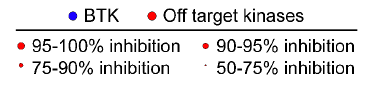 BTK Off target kinases
95-100% inhibition 90-95% inhibition
75-90% inhibition 50-75% inhibition